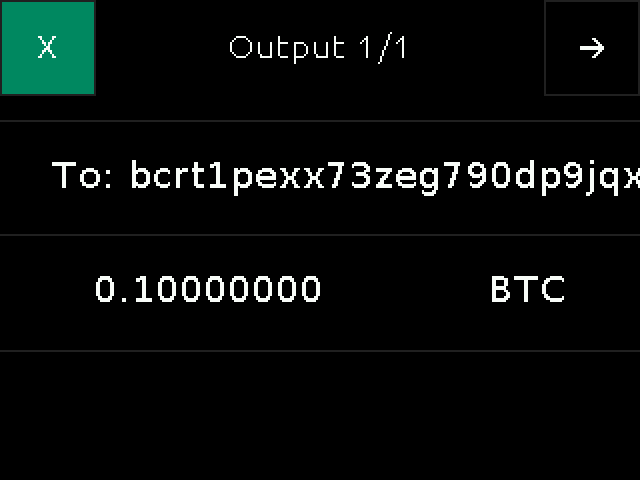 X Output 1/1 →
To: bcrt1pexx73zeg790dp9jqx
0.10000000 BTC